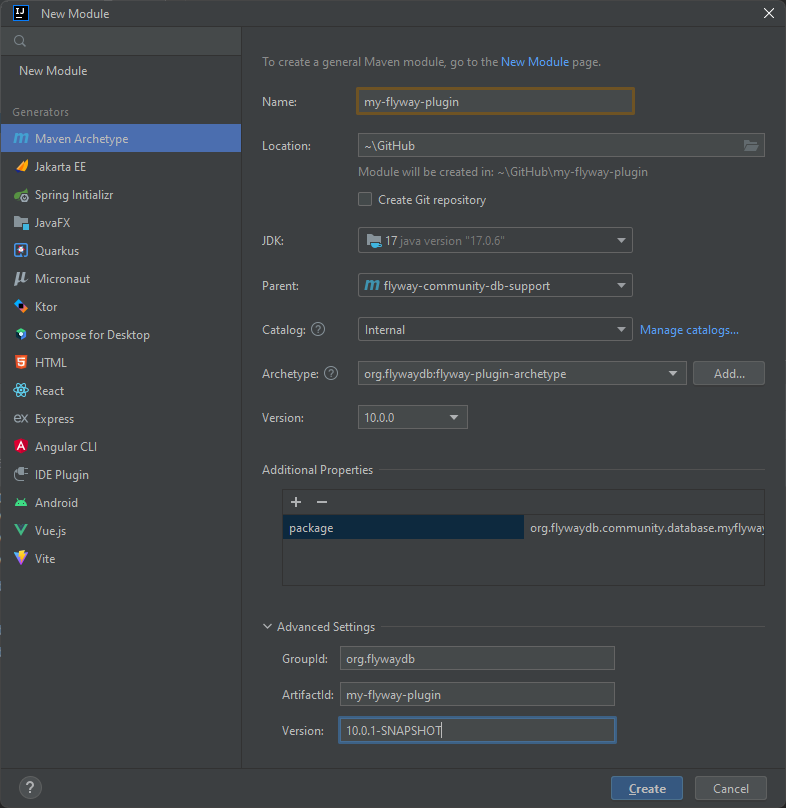 New Module
New Module
Generators
Maven Archetype
Jakarta EE
Spring Initializr
JavaFX
Quarkus
Micronaut
Ktor
Compose for Desktop
HTML
React
Express
Angular CLI
IDE Plugin
Android
Vue.js
Vite
To create a general Maven module, go to the New Module page.
Name: my-flyway-plugin
Location: ~\GitHub
Module will be created in: ~\GitHub\my-flyway-plugin
Create Git repository
JDK: 17 java version "17.0.6"
Parent: flyway-community-db-support
Catalog: ? Internal Manage catalogs...
Archetype: ? org.flywaydb:flyway-plugin-archetype Add...
Version: 10.0.0
Additional Properties
+ −
package org.flywaydb.community.database.myflyway
Advanced Settings
GroupId: org.flywaydb
ArtifactId: my-flyway-plugin
Version: 10.0.1-SNAPSHOT
? Create Cancel